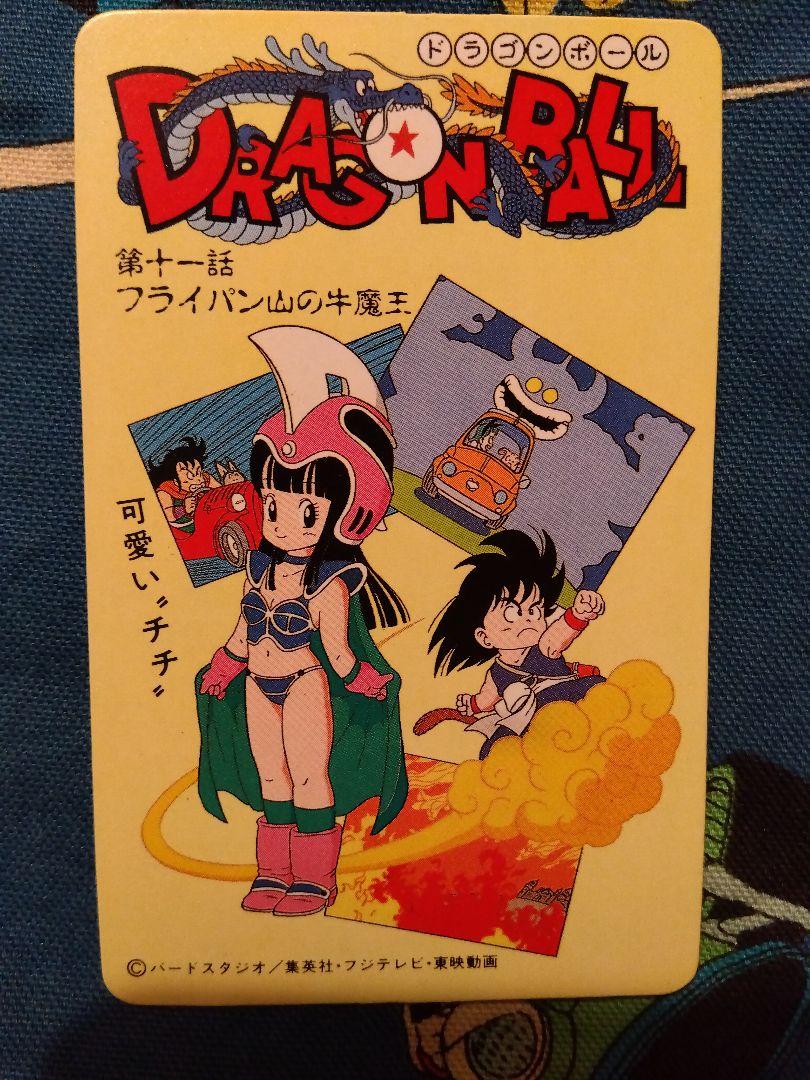 ドラゴンボール
DRAGON BALL
第十一話
フライパン山の牛魔王
可愛い〝チチ〟
©バードスタジオ／集英社・フジテレビ・東映動画